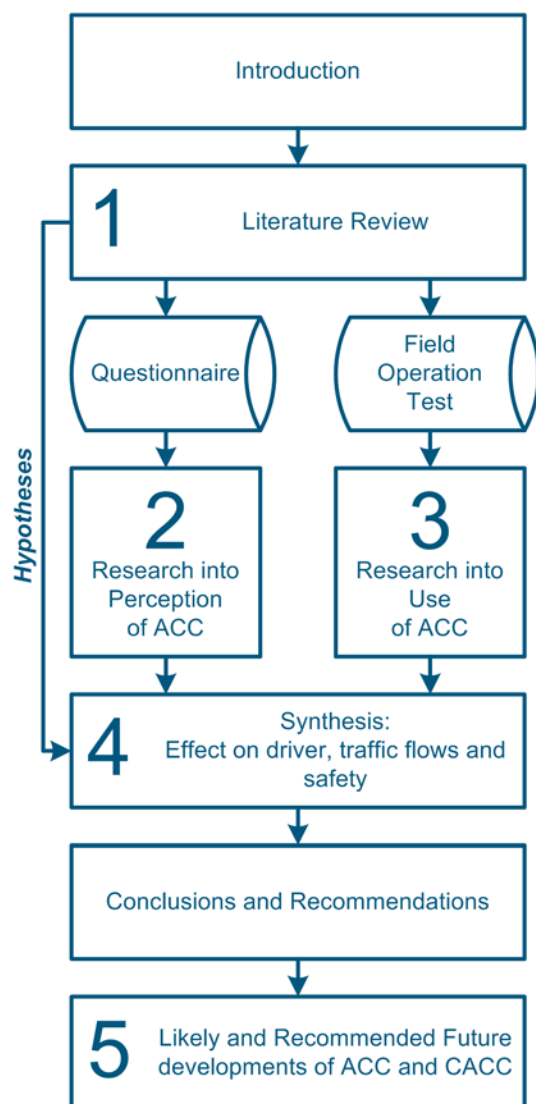 Introduction
1
Literature Review
Questionnaire
Field
Operation
Test
Hypotheses
2
Research into
Perception
of ACC
3
Research into
Use
of ACC
4
Synthesis:
Effect on driver, traffic flows and
safety
Conclusions and Recommendations
5
Likely and Recommended Future
developments of ACC and CACC